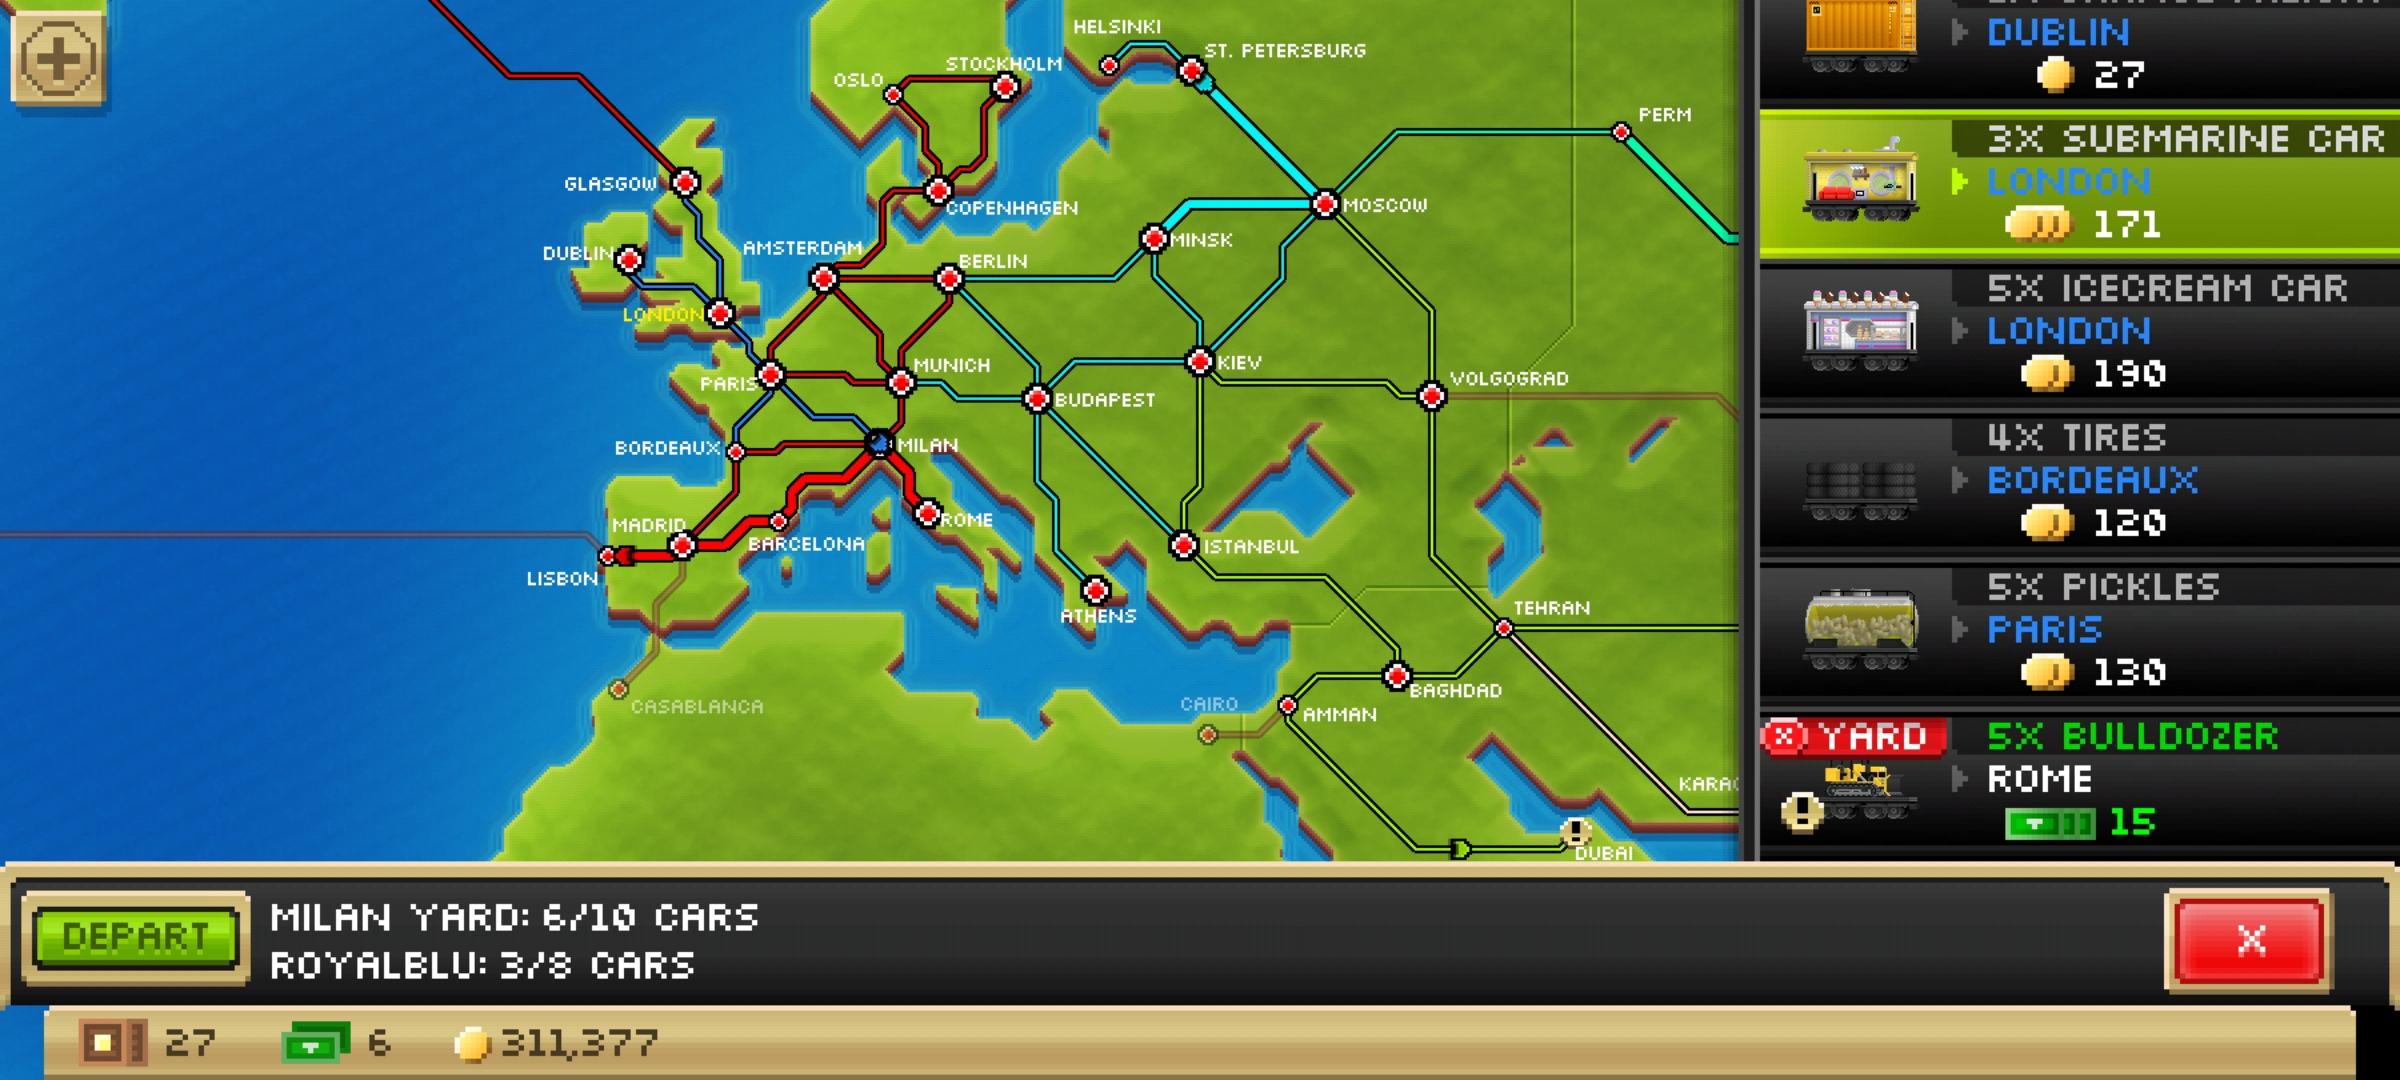 HELSINKI
ST. PETERSBURG
STOCKHOLM
OSLO
PERM
GLASGOW
COPENHAGEN
MOSCOW
MINSK
DUBLIN
AMSTERDAM
BERLIN
LONDON
MUNICH
KIEV
PARIS
BUDAPEST
VOLGOGRAD
BORDEAUX
MILAN
MADRID
ROME
BARCELONA
ISTANBUL
LISBON
ATHENS
TEHRAN
CASABLANCA
CAIRO
BAGHDAD
AMMAN
KARAC
DUBAI
DUBLIN
27
3X SUBMARINE CAR
LONDON
171
5X ICECREAM CAR
LONDON
190
4X TIRES
BORDEAUX
120
5X PICKLES
PARIS
130
X YARD
5X BULLDOZER
ROME
15
DEPART
MILAN YARD: 6/10 CARS
ROYALBLU: 3/8 CARS
X
27
6
311,377